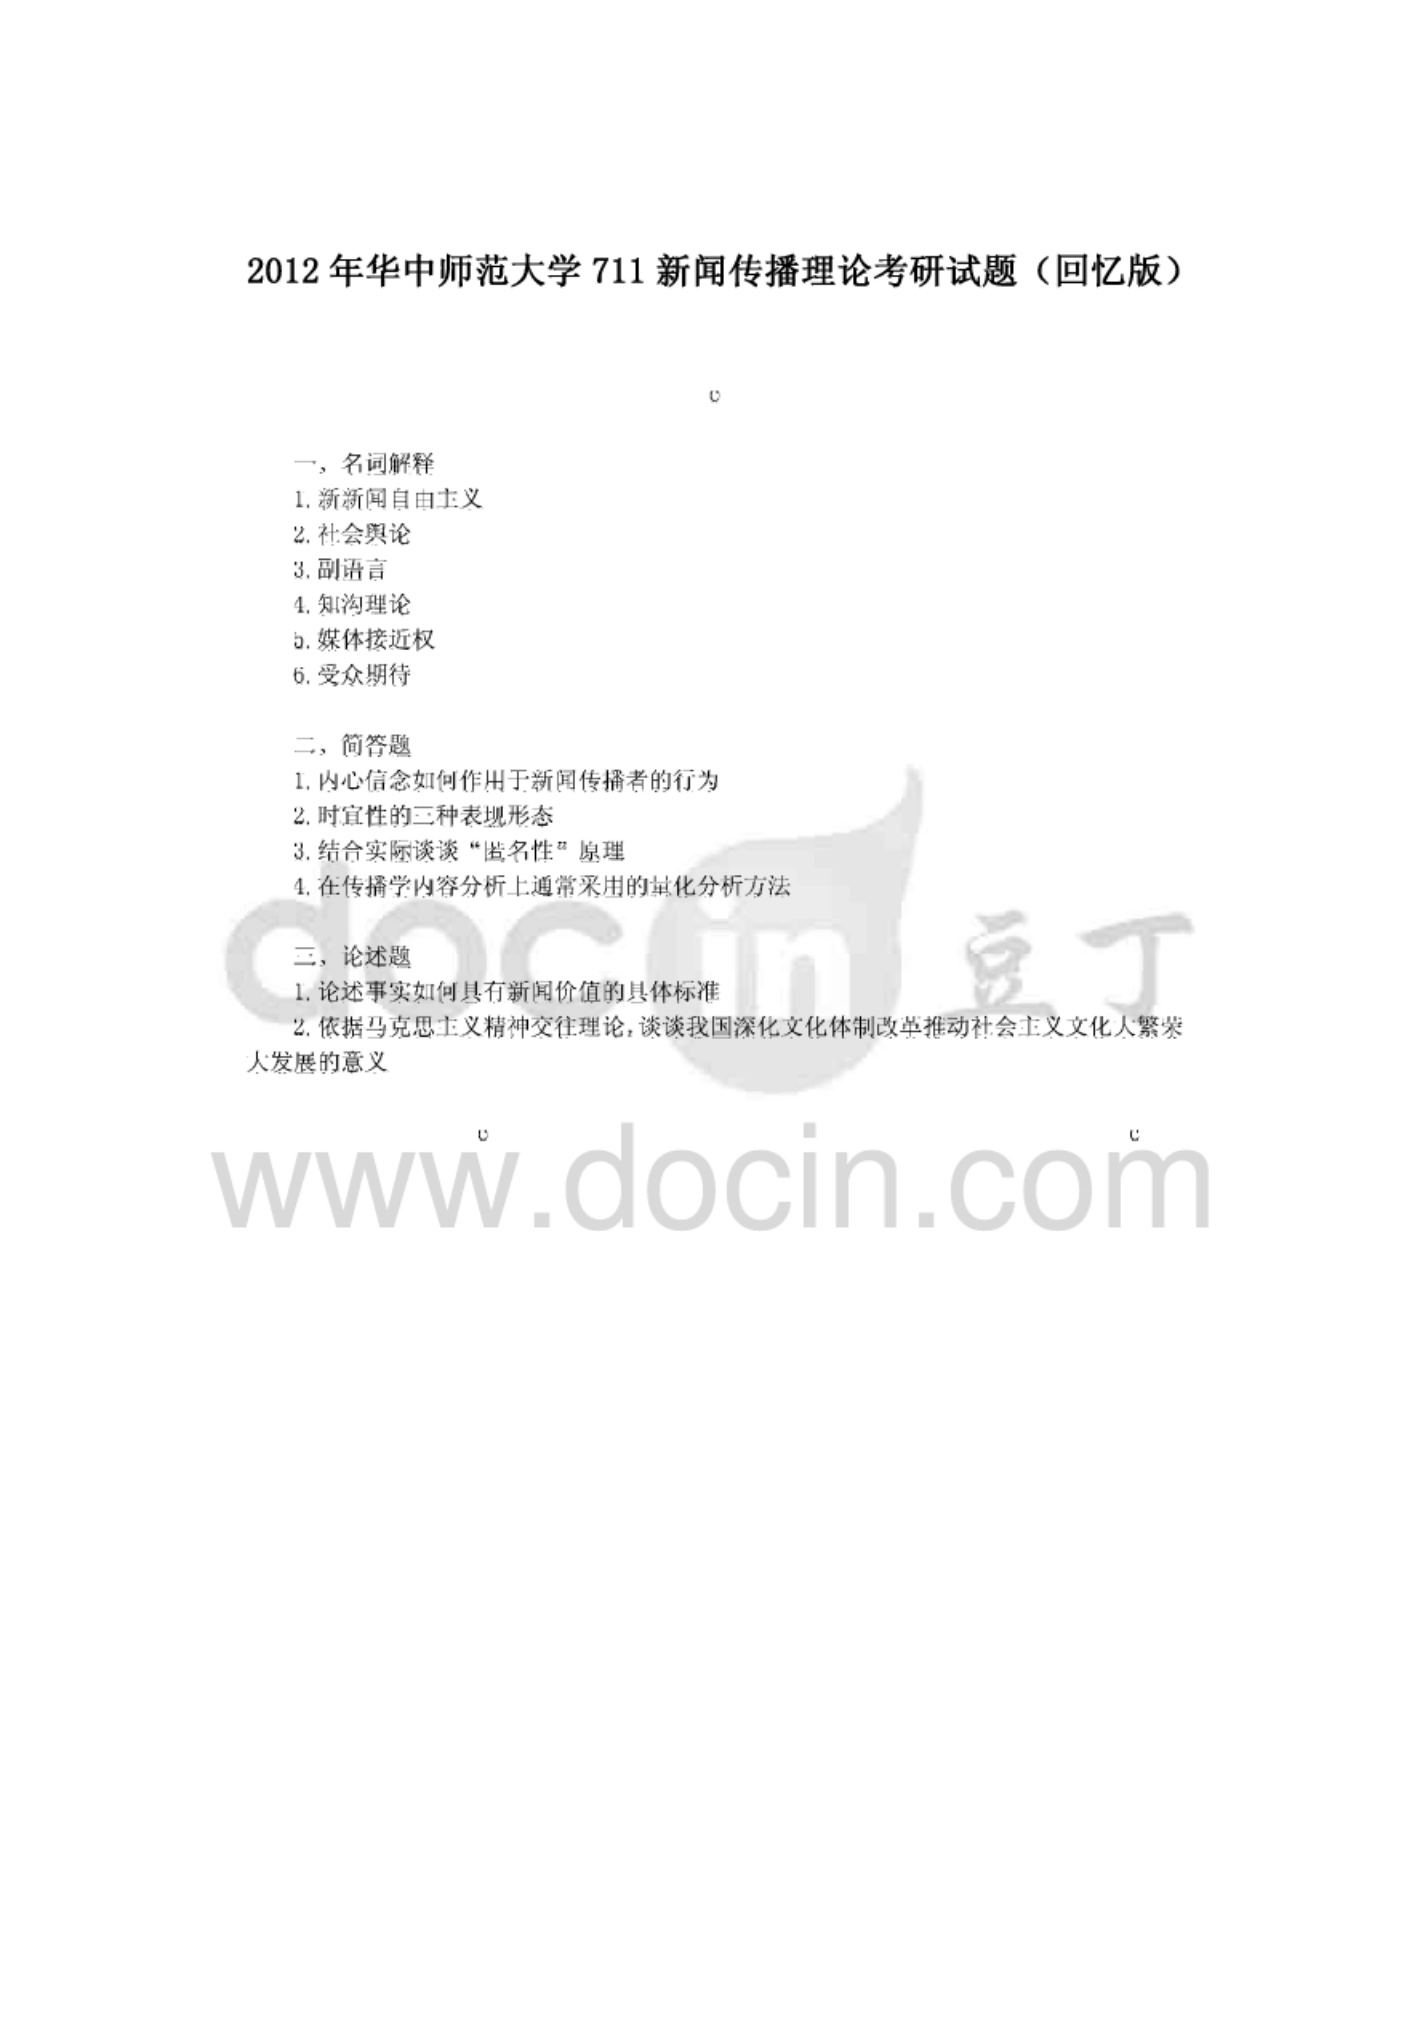 2012年华中师范大学711新闻传播理论考研试题（回忆版）
一，名词解释
1.新新闻自由主义
2.社会舆论
3.副语言
4.知沟理论
5.媒体接近权
6.受众期待
二，简答题
1.内心信念如何作用于新闻传播者的行为
2.时宜性的三种表现形态
3.结合实际谈谈“匿名性”原理
4.在传播学内容分析上通常采用的量化分析方法
三，论述题
1.论述事实如何具有新闻价值的具体标准
2.依据马克思主义精神交往理论，谈谈我国深化文化体制改革推动社会主义文化大繁荣
大发展的意义
docin 豆丁
www.docin.com